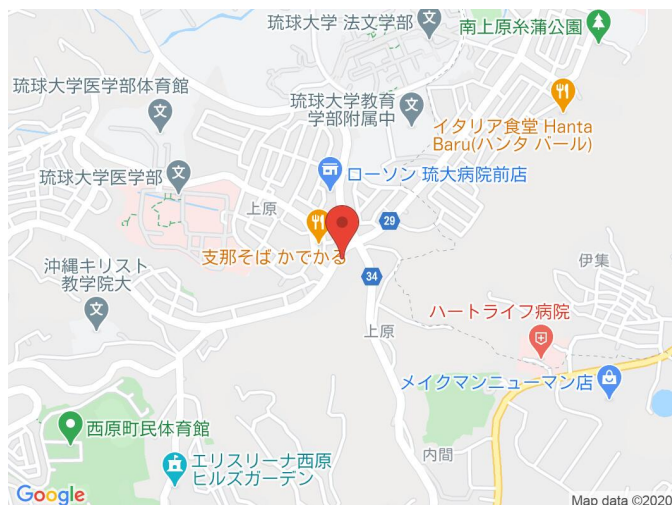 琉球大学 法文学部
南上原糸蒲公園
琉球大学医学部体育館
琉球大学教育
学部附属中
イタリア食堂 Hanta
Baru(ハンタ バール)
琉球大学医学部
ローソン 琉大病院前店
上原
29
支那そば かでかる
伊集
沖縄キリスト
教学院大
34
ハートライフ病院
上原
メイクマンニューマン店
西原町民体育館
内間
エリスリーナ西原
ヒルズガーデン
Google
Map data ©2020